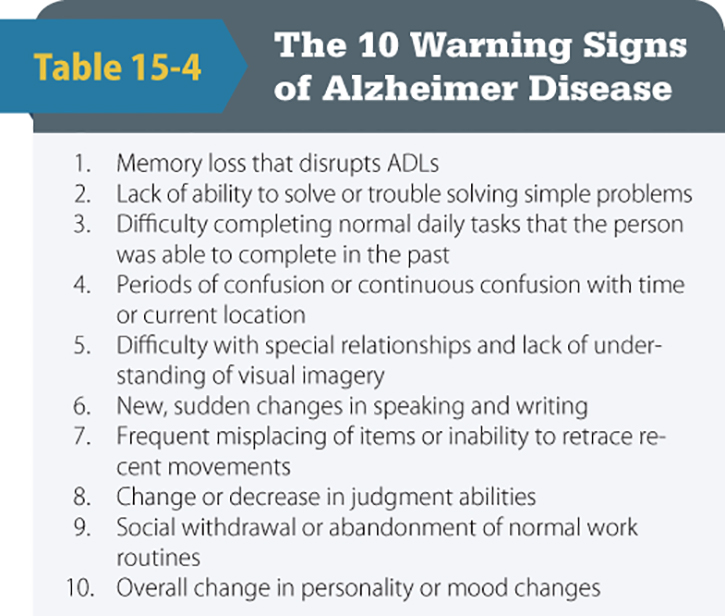 Table 15-4
The 10 Warning Signs
of Alzheimer Disease
1. Memory loss that disrupts ADLs
2. Lack of ability to solve or trouble solving simple problems
3. Difficulty completing normal daily tasks that the person
was able to complete in the past
4. Periods of confusion or continuous confusion with time
or current location
5. Difficulty with special relationships and lack of under-
standing of visual imagery
6. New, sudden changes in speaking and writing
7. Frequent misplacing of items or inability to retrace re-
cent movements
8. Change or decrease in judgment abilities
9. Social withdrawal or abandonment of normal work
routines
10. Overall change in personality or mood changes